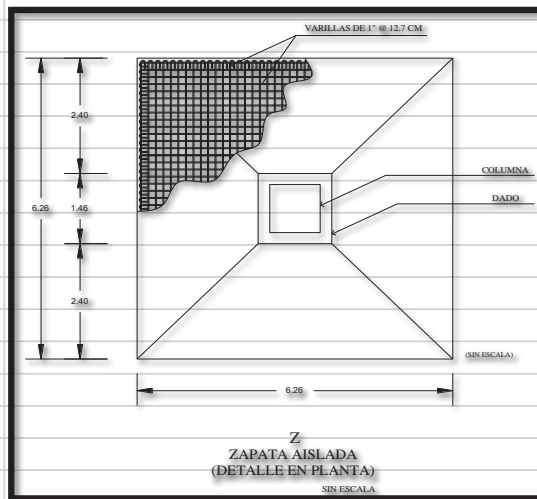 VARILLAS DE 1" @ 12.7 CM
2.40
COLUMNA
DADO
6.26
1.46
2.40
(SIN ESCALA)
6.26
Z
ZAPATA AISLADA
(DETALLE EN PLANTA)
SIN ESCALA